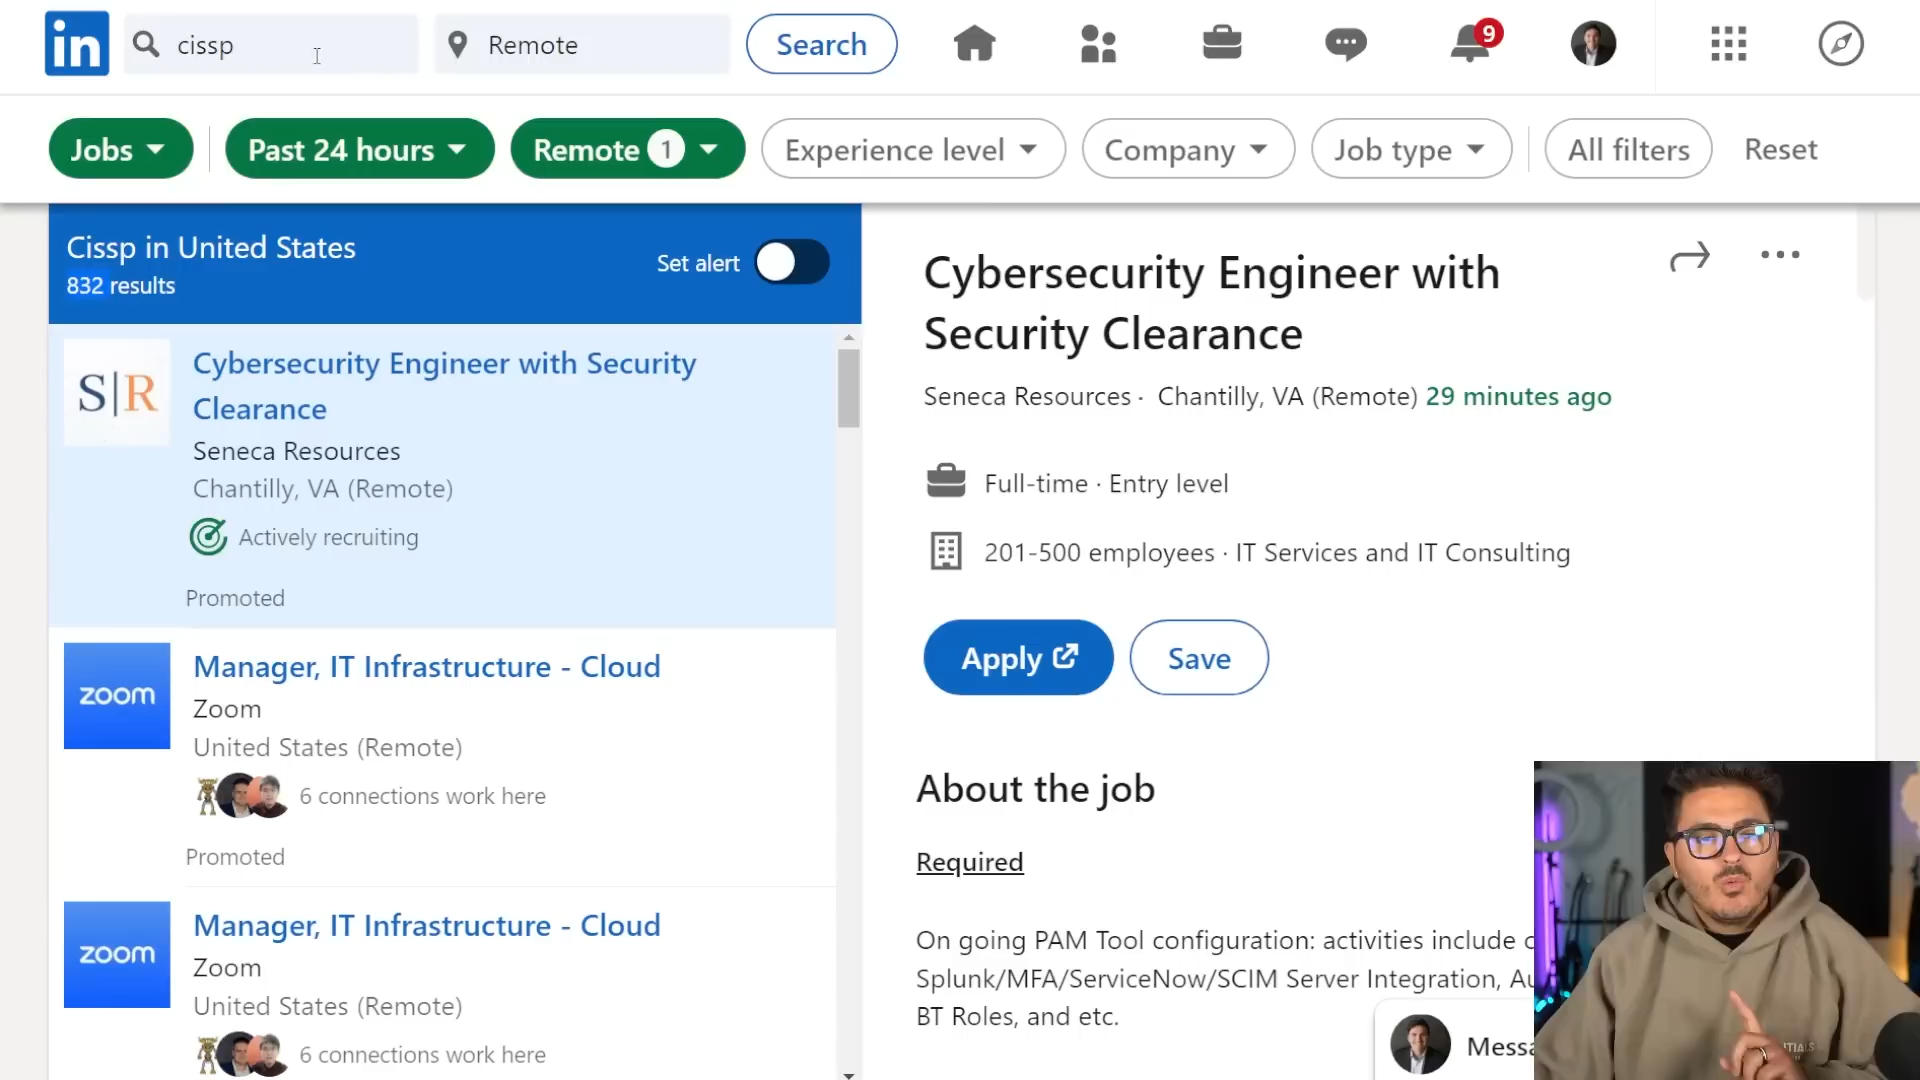 in
cissp
Remote
Search
9
Jobs
Past 24 hours
Remote 1
Experience level
Company
Job type
All filters
Reset
Cissp in United States
832 results
Set alert
S|R
Cybersecurity Engineer with Security
Clearance
Seneca Resources
Chantilly, VA (Remote)
Actively recruiting
Promoted
zoom
Manager, IT Infrastructure - Cloud
Zoom
United States (Remote)
6 connections work here
Promoted
zoom
Manager, IT Infrastructure - Cloud
Zoom
United States (Remote)
6 connections work here
Cybersecurity Engineer with
Security Clearance
Seneca Resources · Chantilly, VA (Remote) 29 minutes ago
Full-time · Entry level
201-500 employees · IT Services and IT Consulting
Apply
Save
About the job
Required
On going PAM Tool configuration: activities include
Splunk/MFA/ServiceNow/SCIM Server Integration,
BT Roles, and etc.
Messa